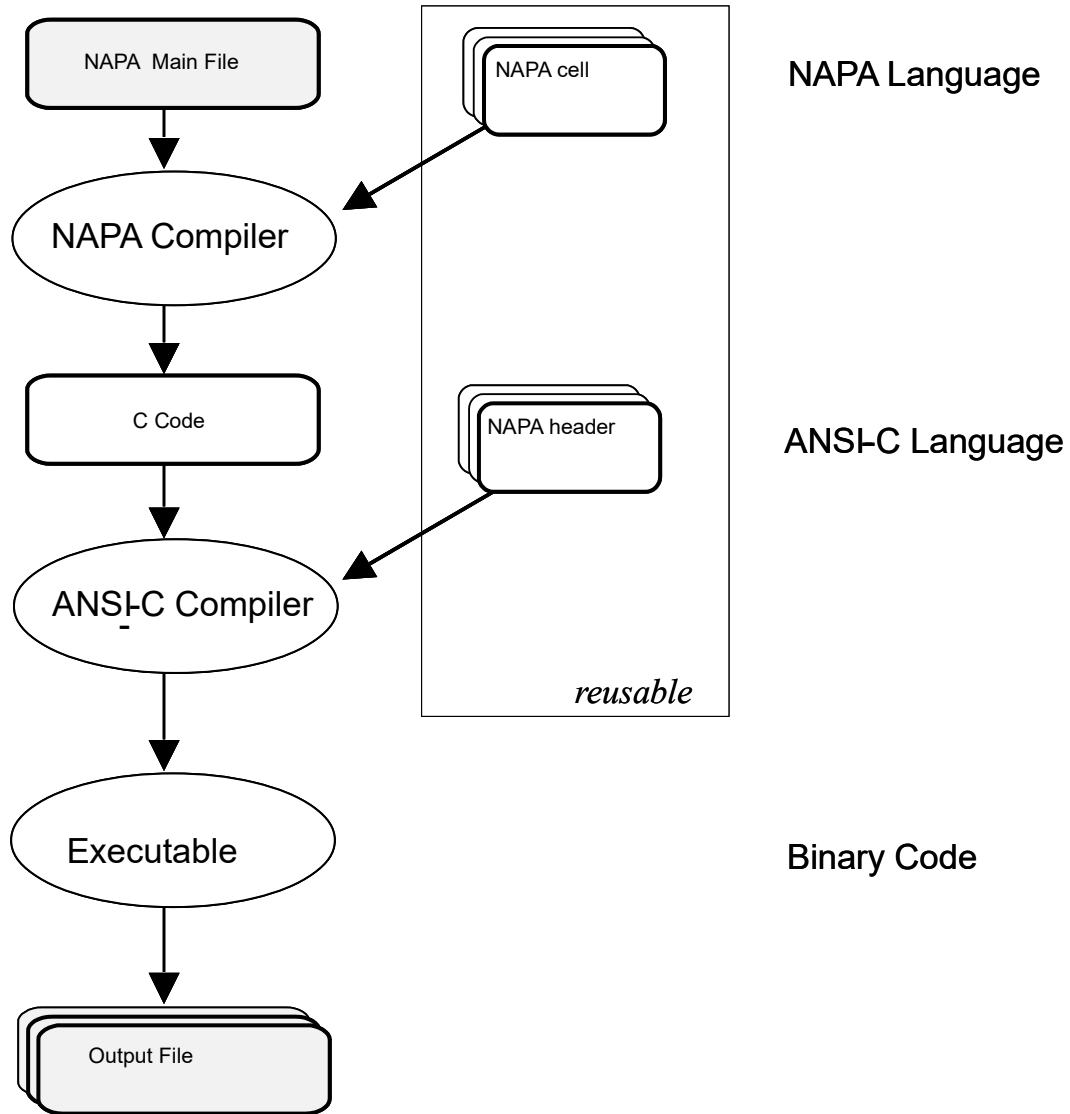 NAPA Main File
NAPA cell
NAPA Language
NAPA Compiler
C Code
NAPA header
ANSI-C Language
ANSI-C Compiler
reusable
Executable
Binary Code
Output File